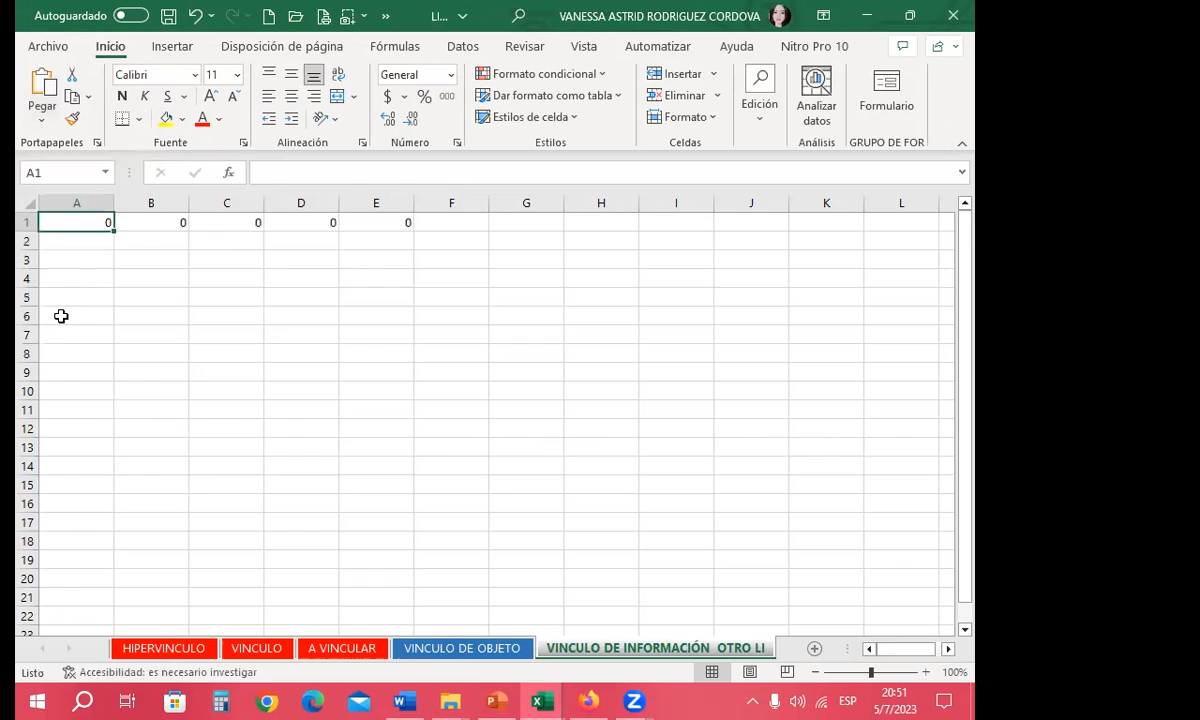 Autoguardado
»
LI...
VANESSA ASTRID RODRIGUEZ CORDOVA
Archivo Inicio Insertar Disposición de página Fórmulas Datos Revisar Vista Automatizar Ayuda Nitro Pro 10
Pegar
Portapapeles
Calibri 11
N K S A A
A
Fuente
ab
Alineación
General
$ % 000
Número
Formato condicional
Dar formato como tabla
Estilos de celda
Estilos
Insertar
Eliminar
Formato
Celdas
Edición
Analizar
datos
Análisis
Formulario
GRUPO DE FOR
A1 fx
A B C D E F G H I J K L
1 0 0 0 0 0
2
3
4
5
6
7
8
9
10
11
12
13
14
15
16
17
18
19
20
21
22
23
HIPERVINCULO VINCULO A VINCULAR VINCULO DE OBJETO VINCULO DE INFORMACIÓN OTRO LI
Listo Accesibilidad: es necesario investigar 100%
ESP
20:51
5/7/2023